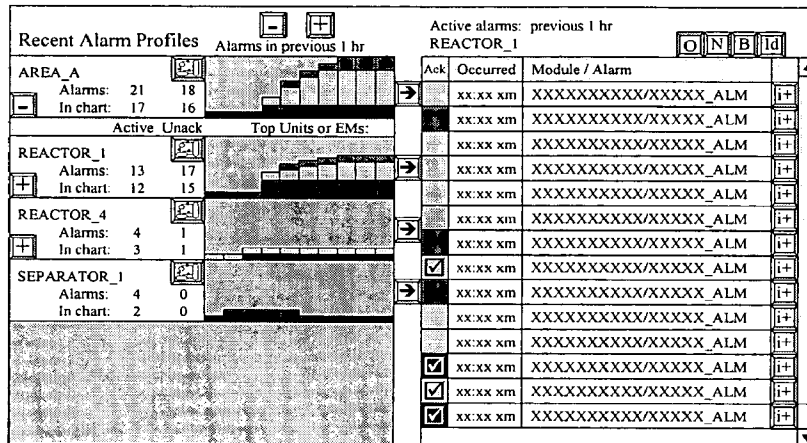 Recent Alarm Profiles
- +
Alarms in previous 1 hr
AREA_A
Alarms: 21 18
In chart: 17 16
-
Active Unack Top Units or EMs:
REACTOR_1
Alarms: 13 17
In chart: 12 15
+
REACTOR_4
Alarms: 4 1
In chart: 3 1
+
SEPARATOR_1
Alarms: 4 0
In chart: 2 0
Active alarms: previous 1 hr
REACTOR_1
O N B Id
Ack Occurred Module / Alarm
xx:xx xm XXXXXXXXXX/XXXXX_ALM i+
xx:xx xm XXXXXXXXXX/XXXXX_ALM i+
xx:xx xm XXXXXXXXXX/XXXXX_ALM i+
xx:xx xm XXXXXXXXXX/XXXXX_ALM i+
xx:xx xm XXXXXXXXXX/XXXXX_ALM i+
xx:xx xm XXXXXXXXXX/XXXXX_ALM i+
xx:xx xm XXXXXXXXXX/XXXXX_ALM i+
xx:xx xm XXXXXXXXXX/XXXXX_ALM i+
xx:xx xm XXXXXXXXXX/XXXXX_ALM i+
xx:xx xm XXXXXXXXXX/XXXXX_ALM i+
xx:xx xm XXXXXXXXXX/XXXXX_ALM i+
xx:xx xm XXXXXXXXXX/XXXXX_ALM i+
xx:xx xm XXXXXXXXXX/XXXXX_ALM i+
xx:xx xm XXXXXXXXXX/XXXXX_ALM i+